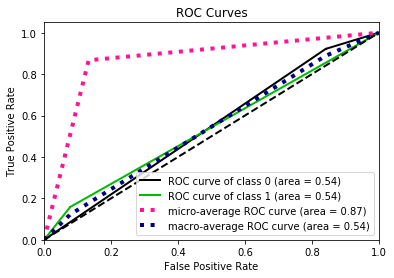 ROC Curves
True Positive Rate
1.0
0.8
0.6
0.4
0.2
0.0
ROC curve of class 0 (area = 0.54)
ROC curve of class 1 (area = 0.54)
micro-average ROC curve (area = 0.87)
macro-average ROC curve (area = 0.54)
0.0 0.2 0.4 0.6 0.8 1.0
False Positive Rate